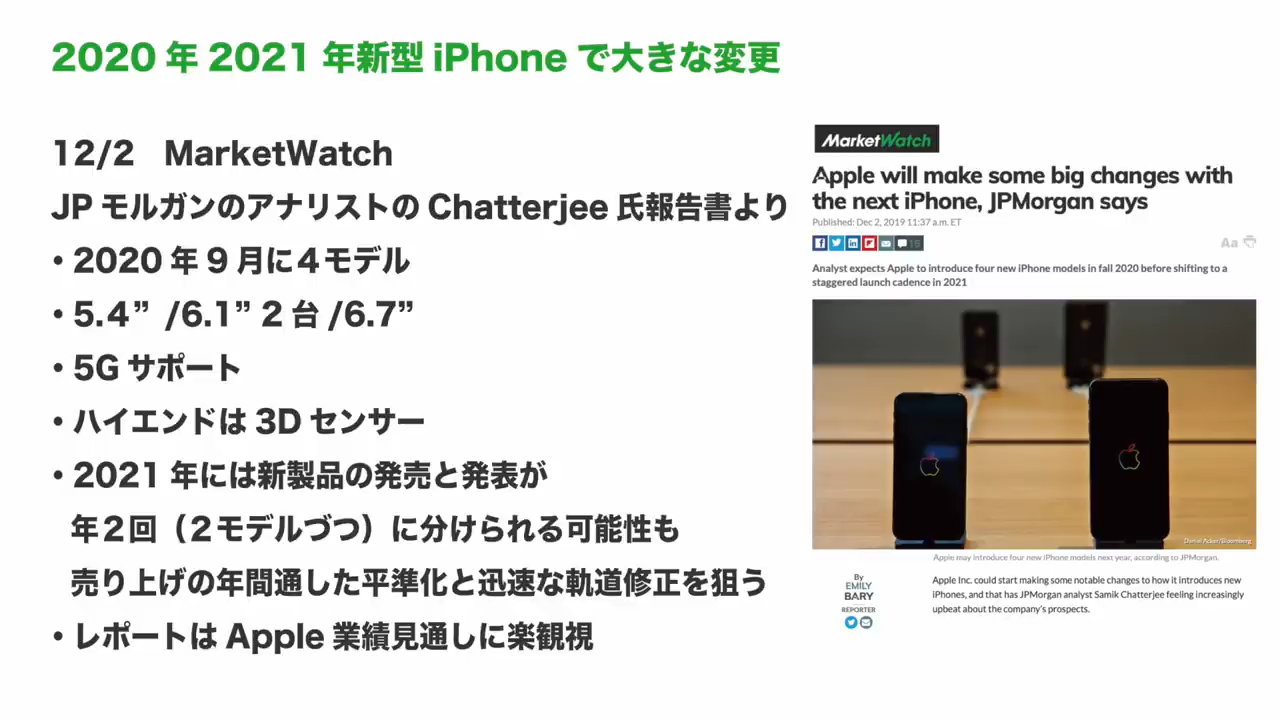 2020 年 2021 年新型 iPhone で大きな変更
12/2 MarketWatch
JP モルガンのアナリストの Chatterjee 氏報告書より
・2020 年 9 月に４モデル
・5.4” /6.1” 2 台 /6.7”
・5G サポート
・ハイエンドは 3D センサー
・2021 年には新製品の発売と発表が
年２回（２モデルづつ）に分けられる可能性も
売り上げの年間通した平準化と迅速な軌道修正を狙う
・レポートは Apple 業績見通しに楽観視
MarketWatch
Apple will make some big changes with
the next iPhone, JPMorgan says
Published: Dec 2, 2019 11:37 a.m. ET
15
Aa
Analyst expects Apple to introduce four new iPhone models in fall 2020 before shifting to a
staggered launch cadence in 2021
Daniel Acker/Bloomberg
Apple may introduce four new iPhone models next year, according to JPMorgan.
By
EMILY
BARY
REPORTER
Apple Inc. could start making some notable changes to how it introduces new
iPhones, and that has JPMorgan analyst Samik Chatterjee feeling increasingly
upbeat about the company's prospects.